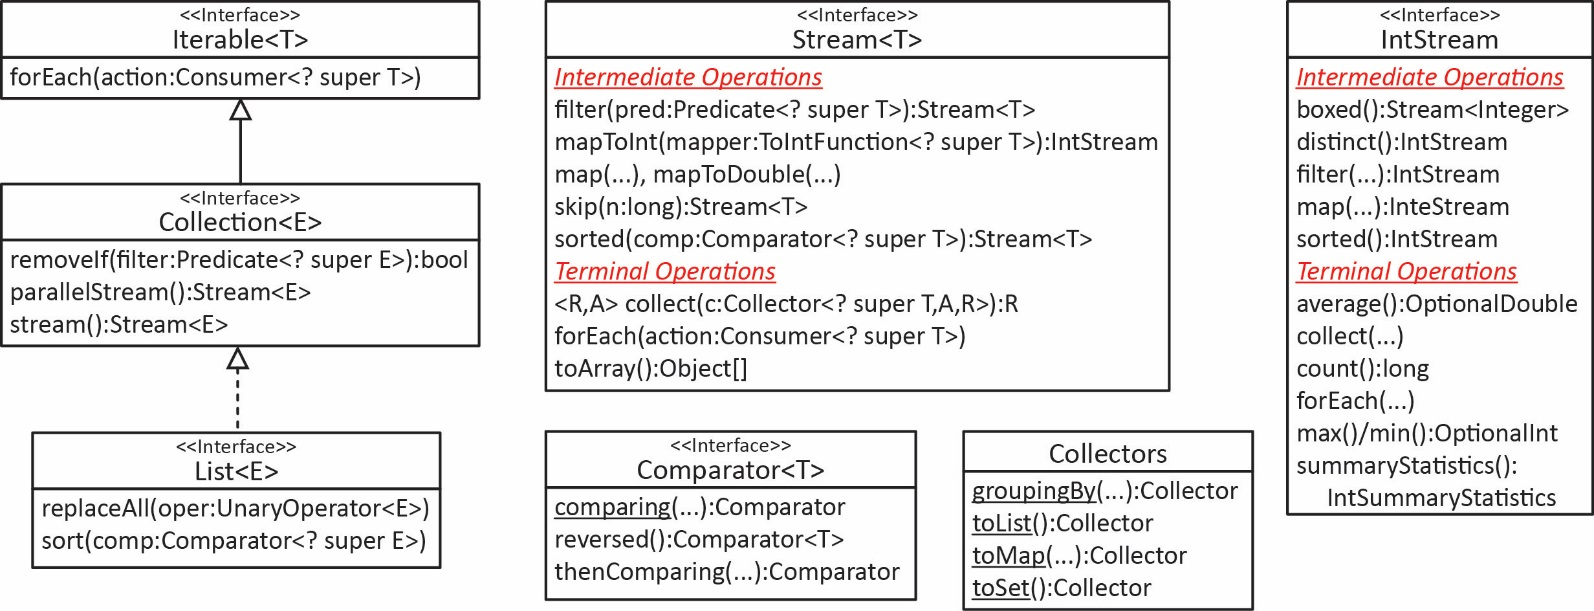 <<Interface>>
Iterable<T>
forEach(action:Consumer<? super T>)
<<Interface>>
Collection<E>
removeIf(filter:Predicate<? super E>):bool
parallelStream():Stream<E>
stream():Stream<E>
<<Interface>>
List<E>
replaceAll(oper:UnaryOperator<E>)
sort(comp:Comparator<? super E>)
<<Interface>>
Stream<T>
Intermediate Operations
filter(pred:Predicate<? super T>):Stream<T>
mapToInt(mapper:ToIntFunction<? super T>):IntStream
map(...), mapToDouble(...)
skip(n:long):Stream<T>
sorted(comp:Comparator<? super T>):Stream<T>
Terminal Operations
<R,A> collect(c:Collector<? super T,A,R>):R
forEach(action:Consumer<? super T>)
toArray():Object[]
<<Interface>>
Comparator<T>
comparing(...):Comparator
reversed():Comparator<T>
thenComparing(...):Comparator
Collectors
groupingBy(...):Collector
toList():Collector
toMap(...):Collector
toSet():Collector
<<Interface>>
IntStream
Intermediate Operations
boxed():Stream<Integer>
distinct():IntStream
filter(...):IntStream
map(...):InteStream
sorted():IntStream
Terminal Operations
average():OptionalDouble
collect(...)
count():long
forEach(...)
max()/min():OptionalInt
summaryStatistics():
IntSummaryStatistics